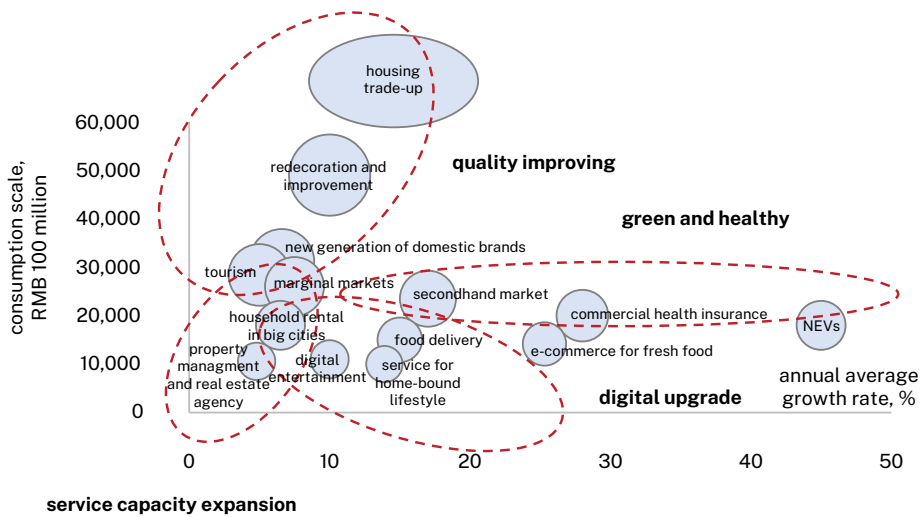 housing
trade-up
60,000
50,000
40,000
30,000
20,000
10,000
0
consumption scale,
RMB 100 million
redecoration and
improvement
quality improving
green and healthy
new generation of domestic brands
tourism
marginal markets
secondhand market
household rental
in big cities
commercial health insurance
NEVs
food delivery
e-commerce for fresh food
property
managment
and real estate
agency
digital
entertainment
service for
home-bound
lifestyle
digital upgrade
annual average
growth rate, %
0
10
20
30
40
50
service capacity expansion